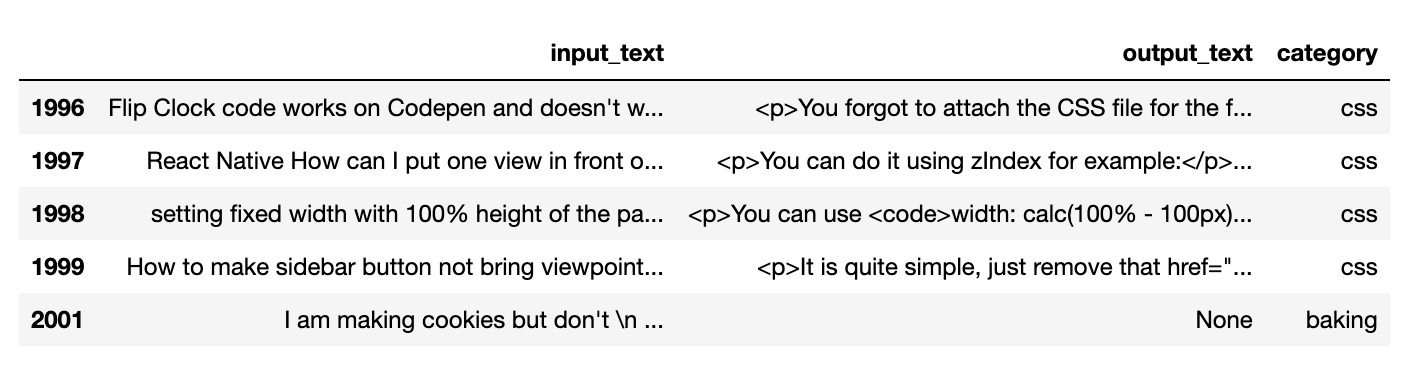 input_text output_text category
1996 Flip Clock code works on Codepen and doesn't w... <p>You forgot to attach the CSS file for the f... css
1997 React Native How can I put one view in front o... <p>You can do it using zIndex for example:</p>... css
1998 setting fixed width with 100% height of the pa... <p>You can use <code>width: calc(100% - 100px)... css
1999 How to make sidebar button not bring viewpoint... <p>It is quite simple, just remove that href="... css
2001 I am making cookies but don't \n ... None baking